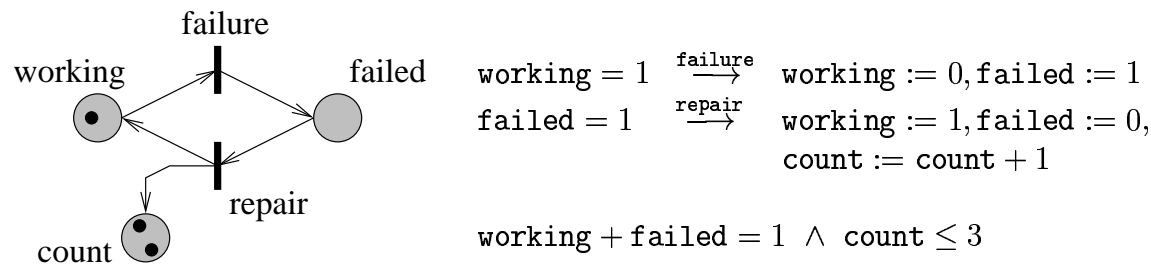 failure
working
failed
repair
count
working = 1 failure⟶ working := 0, failed := 1
failed = 1 repair⟶ working := 1, failed := 0,
count := count + 1
working + failed = 1 ∧ count ≤ 3